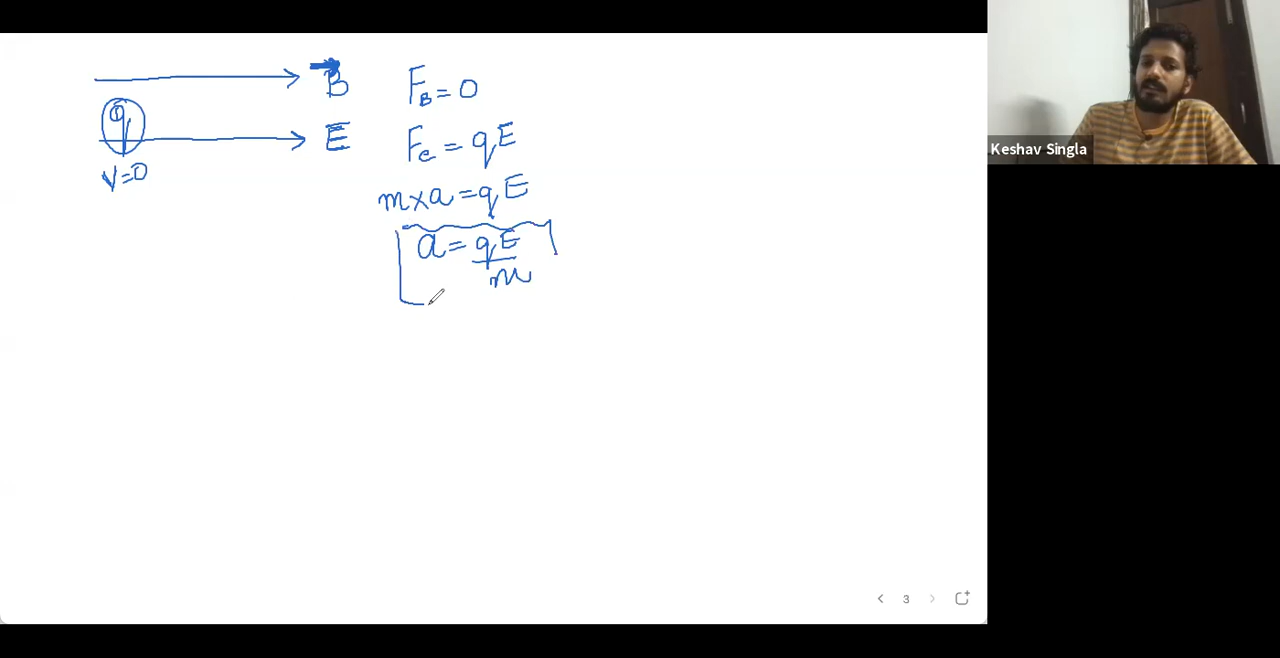 B⃗ F_B = 0
q E F_e = qE
V=0
m×a = qE
a = qE/m
Keshav Singla
3